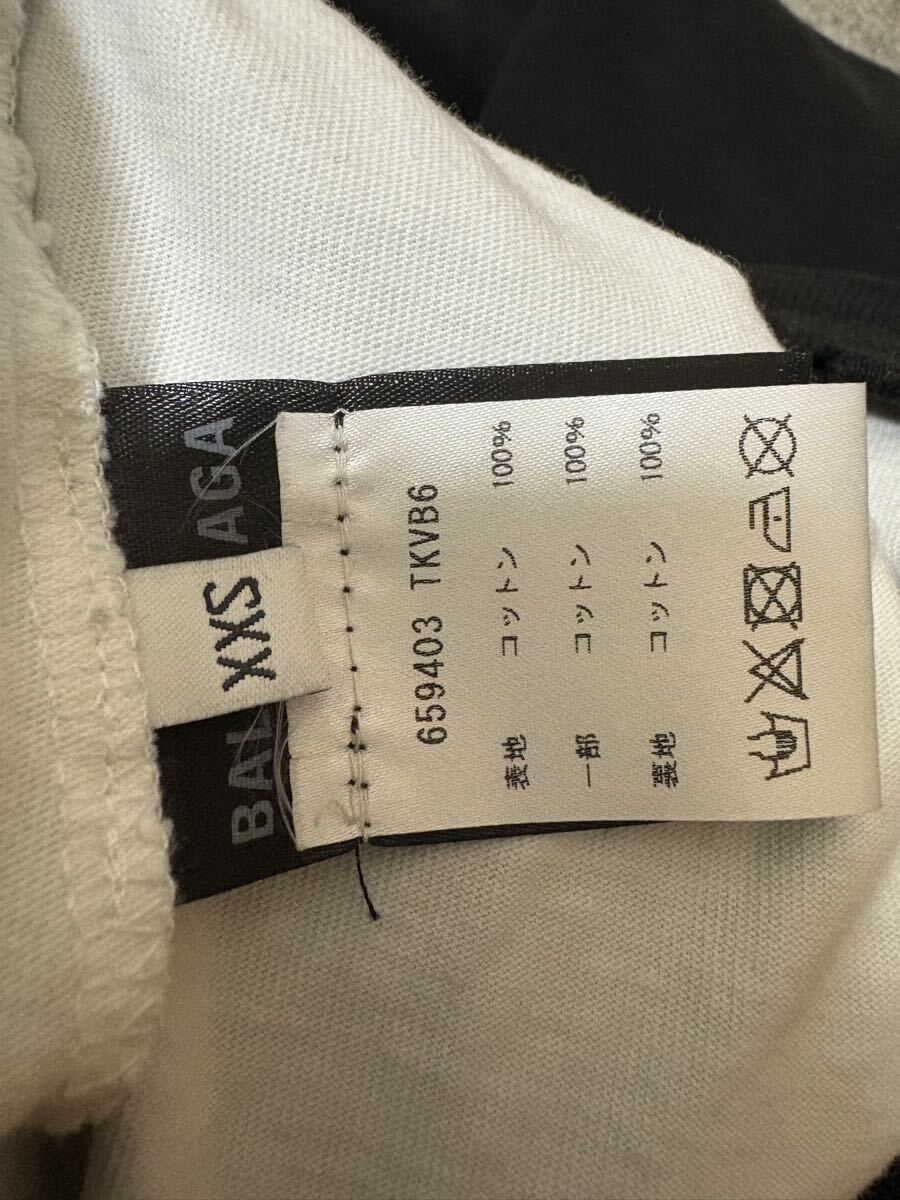 BAL AGA
XXS
659403 TKVB6
表地 コットン 100%
一部 コットン 100%
裏地 コットン 100%